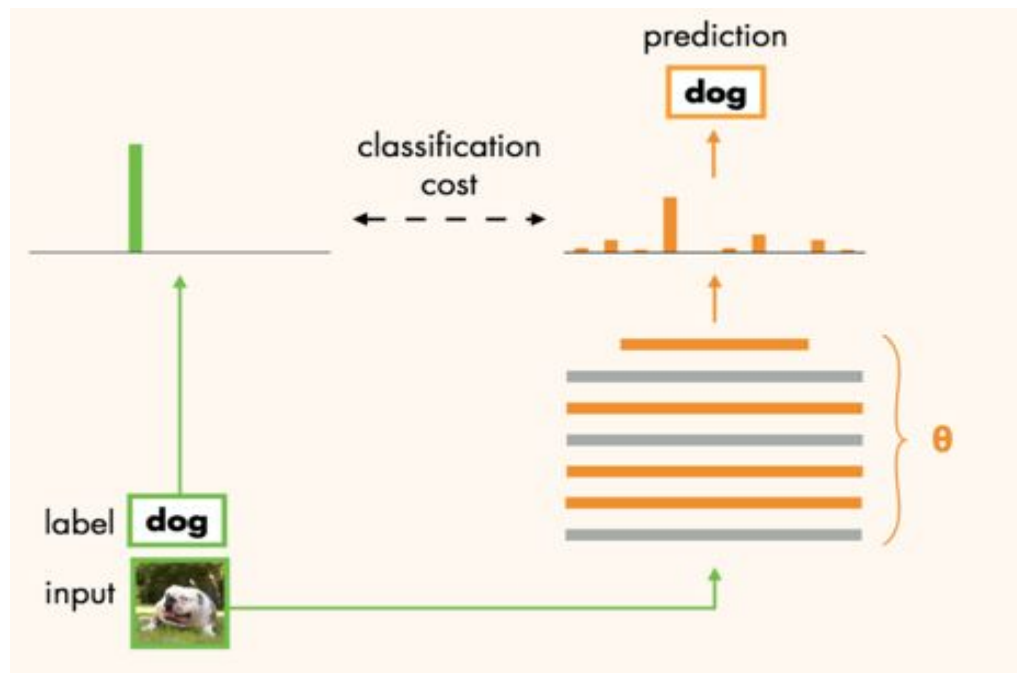 prediction
dog
classification
cost
θ
label dog
input